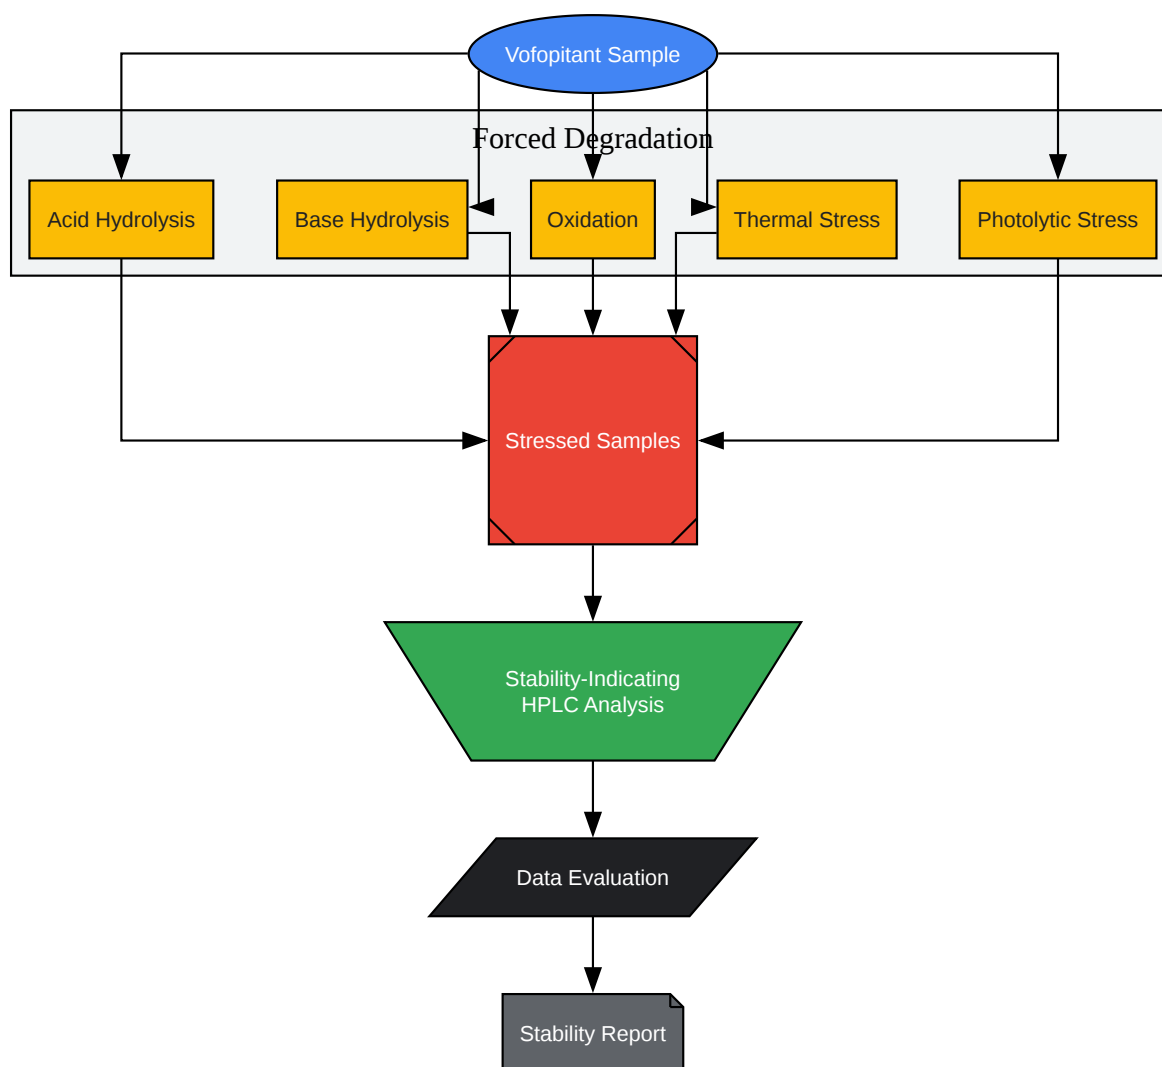 Vofopitant Sample
Forced Degradation
Acid Hydrolysis
Base Hydrolysis
Oxidation
Thermal Stress
Photolytic Stress
Stressed Samples
Stability-Indicating
HPLC Analysis
Data Evaluation
Stability Report